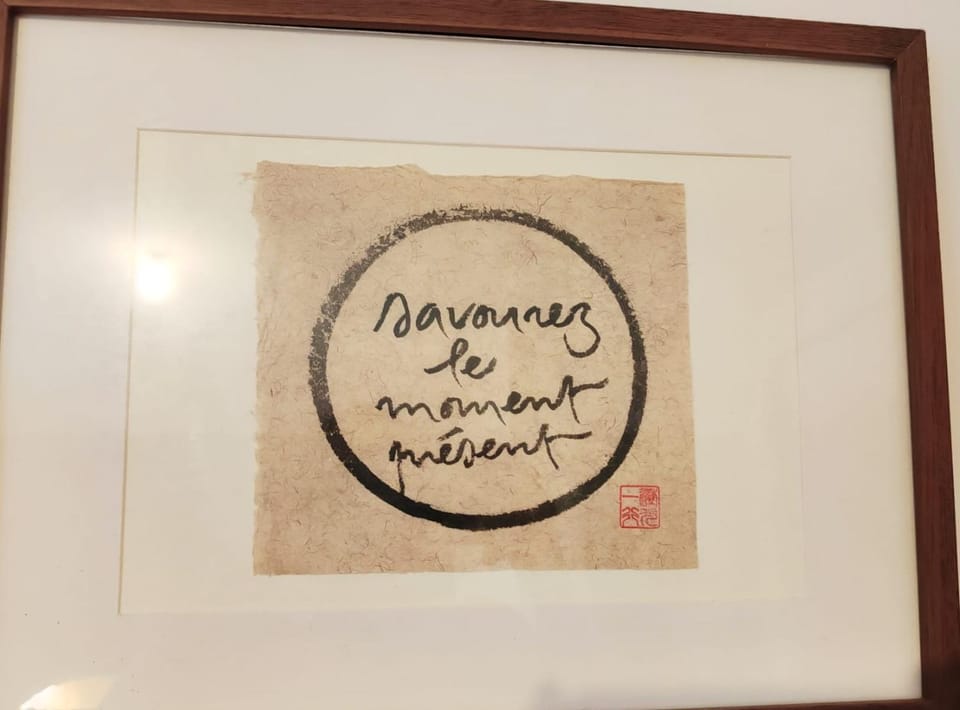 savourez
le
moment
présent